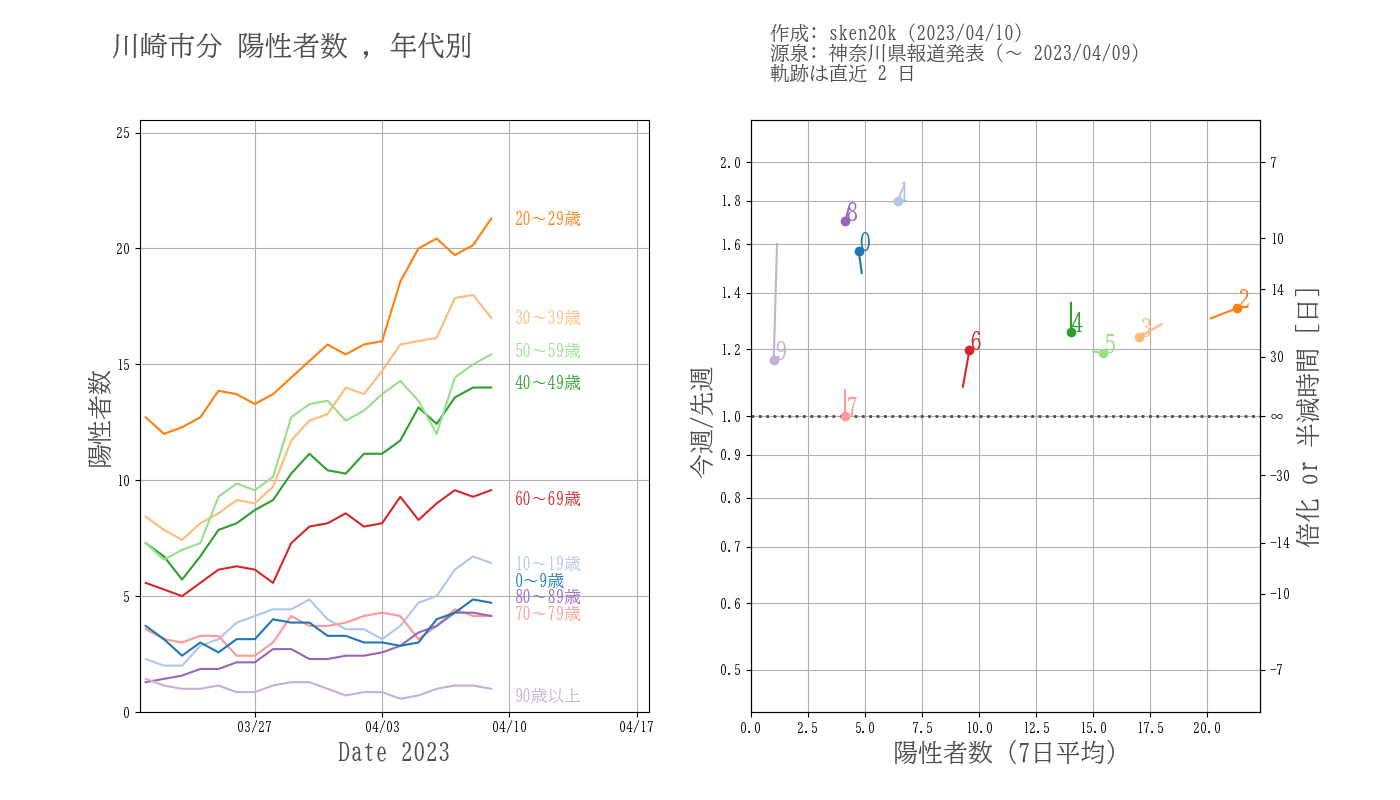 川崎市分 陽性者数 , 年代別
作成: sken20k (2023/04/10)
源泉: 神奈川県報道発表 (～ 2023/04/09)
軌跡は直近 2 日
陽性者数
25
20
15
10
5
0
20～29歳
30～39歳
50～59歳
40～49歳
60～69歳
10～19歳
0～9歳
80～89歳
70～79歳
90歳以上
03/27
04/03
04/10
04/17
Date 2023
今週/先週
2.0
1.8
1.6
1.4
1.2
1.0
0.9
0.8
0.7
0.6
0.5
1
8
0
2
4
3
6
5
9
7
7
10
14
30
∞
-30
-14
-10
-7
倍化 or 半減時間 [日]
0.0
2.5
5.0
7.5
10.0
12.5
15.0
17.5
20.0
陽性者数 (7日平均)